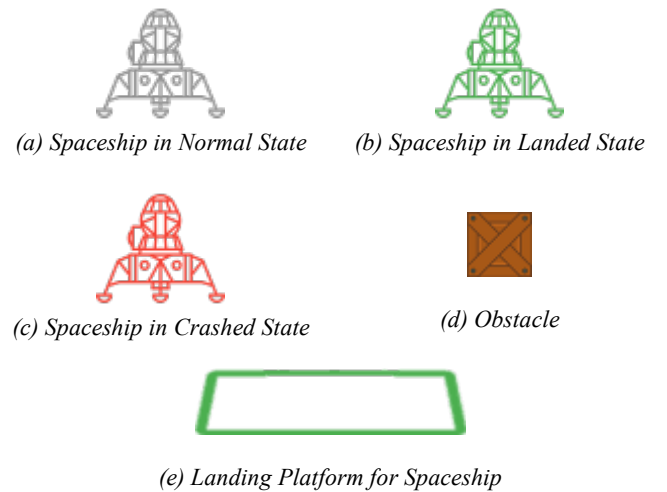 (a) Spaceship in Normal State
(b) Spaceship in Landed State
(c) Spaceship in Crashed State
(d) Obstacle
(e) Landing Platform for Spaceship